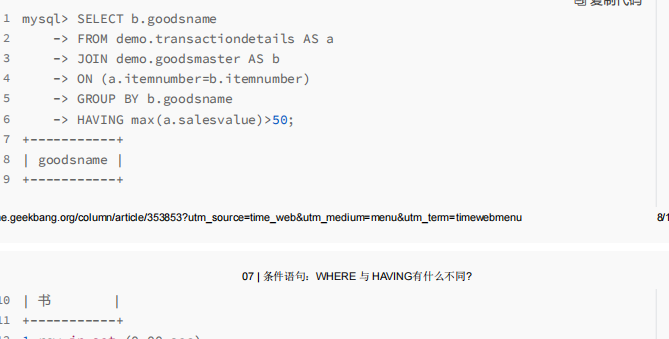 复制代码
1 mysql> SELECT b.goodsname
2     -> FROM demo.transactiondetails AS a
3     -> JOIN demo.goodsmaster AS b
4     -> ON (a.itemnumber=b.itemnumber)
5     -> GROUP BY b.goodsname
6     -> HAVING max(a.salesvalue)>50;
7 +-----------+
8 | goodsname |
9 +-----------+
e.geekbang.org/column/article/353853?utm_source=time_web&utm_medium=menu&utm_term=timewebmenu 8/1
07 | 条件语句：WHERE 与 HAVING有什么不同?
10 | 书        |
11 +-----------+